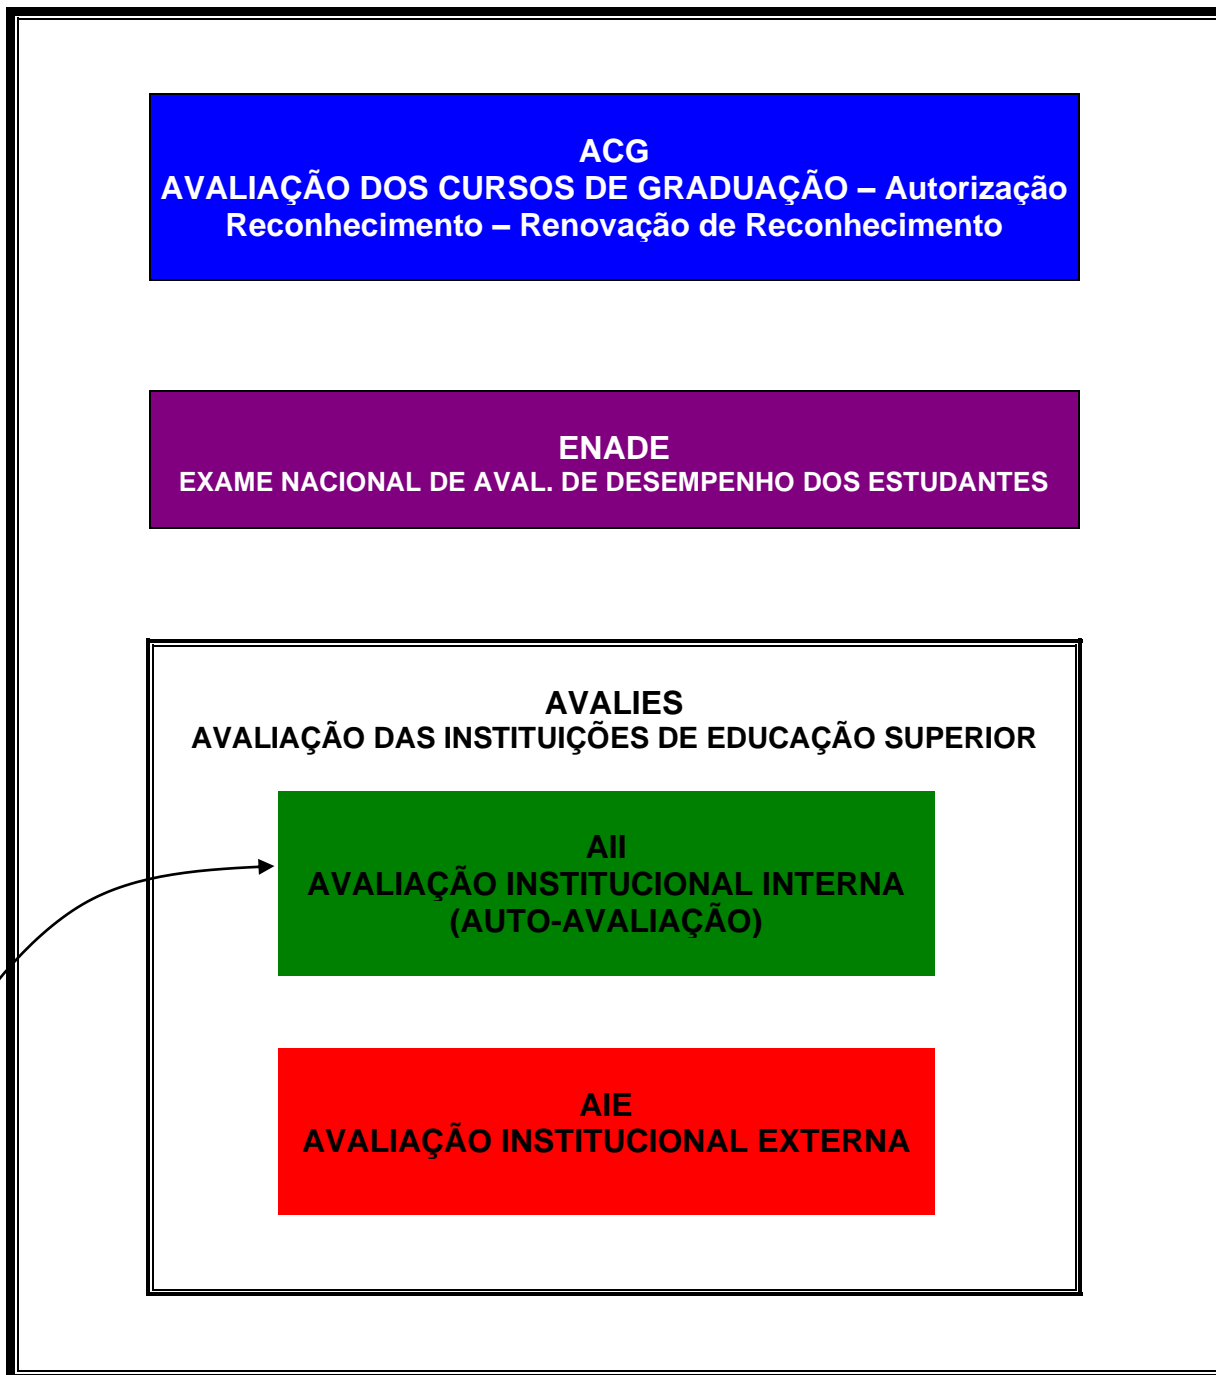 ACG
AVALIAÇÃO DOS CURSOS DE GRADUAÇÃO – Autorização
Reconhecimento – Renovação de Reconhecimento
ENADE
EXAME NACIONAL DE AVAL. DE DESEMPENHO DOS ESTUDANTES
AVALIES
AVALIAÇÃO DAS INSTITUIÇÕES DE EDUCAÇÃO SUPERIOR
AII
AVALIAÇÃO INSTITUCIONAL INTERNA
(AUTO-AVALIAÇÃO)
AIE
AVALIAÇÃO INSTITUCIONAL EXTERNA